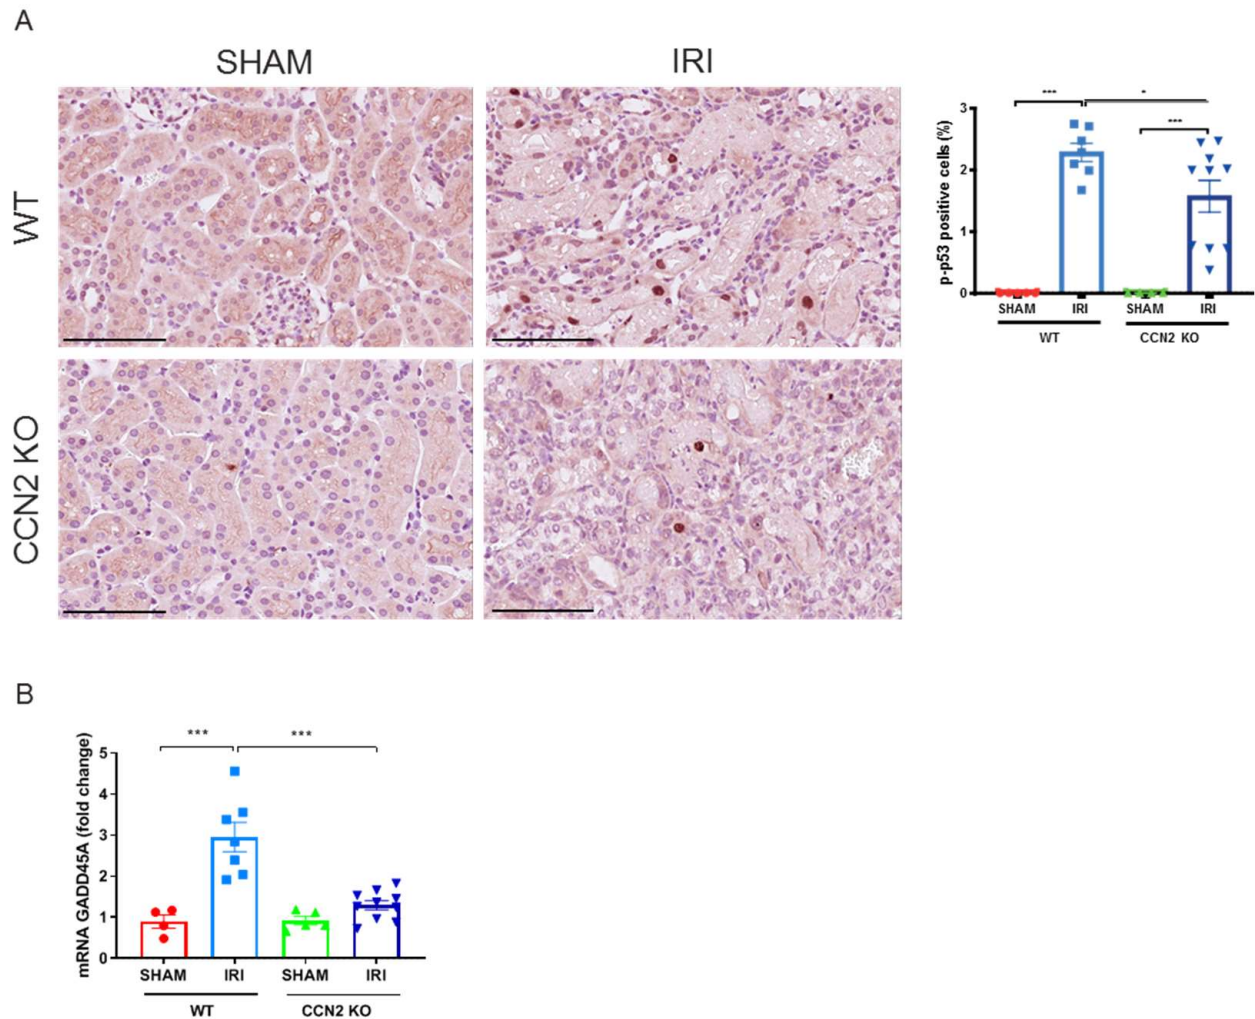 A
SHAM
IRI
WT
CCN2 KO
p-p53 positive cells (%)
3
2
1
0
***
*
***
SHAM
IRI
SHAM
IRI
WT
CCN2 KO
B
mRNA GADD45A (fold change)
5
4
3
2
1
0
***
***
SHAM
IRI
SHAM
IRI
WT
CCN2 KO